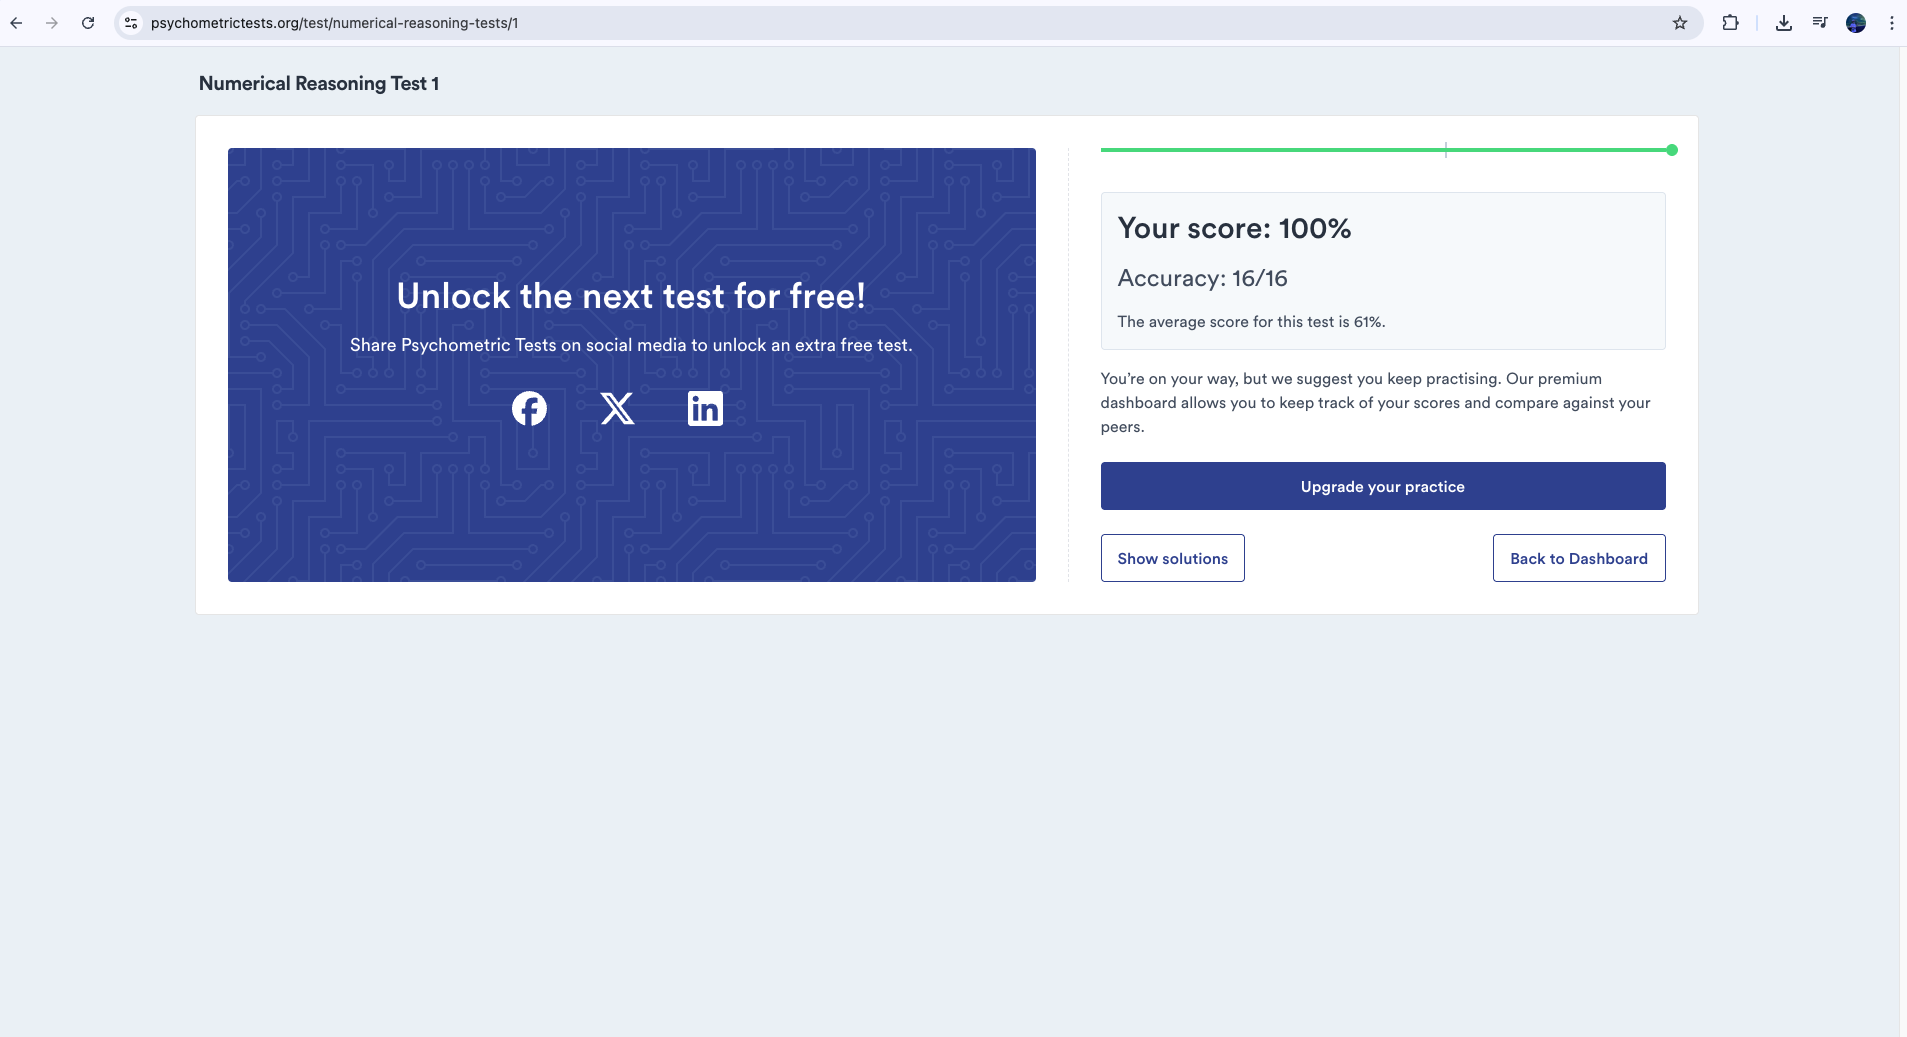 psychometrictests.org/test/numerical-reasoning-tests/1
Numerical Reasoning Test 1
Unlock the next test for free!
Share Psychometric Tests on social media to unlock an extra free test.
Your score: 100%
Accuracy: 16/16
The average score for this test is 61%.
You're on your way, but we suggest you keep practising. Our premium
dashboard allows you to keep track of your scores and compare against your
peers.
Upgrade your practice
Show solutions
Back to Dashboard